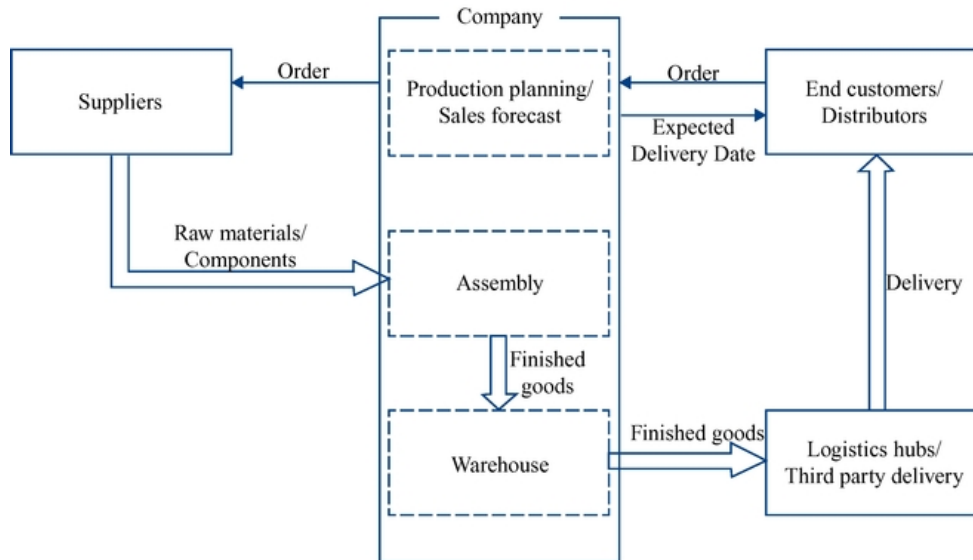 Company
Order
Order
Suppliers
Production planning/
Sales forecast
End customers/
Distributors
Expected
Delivery Date
Raw materials/
Components
Assembly
Delivery
Finished
goods
Finished goods
Warehouse
Logistics hubs/
Third party delivery